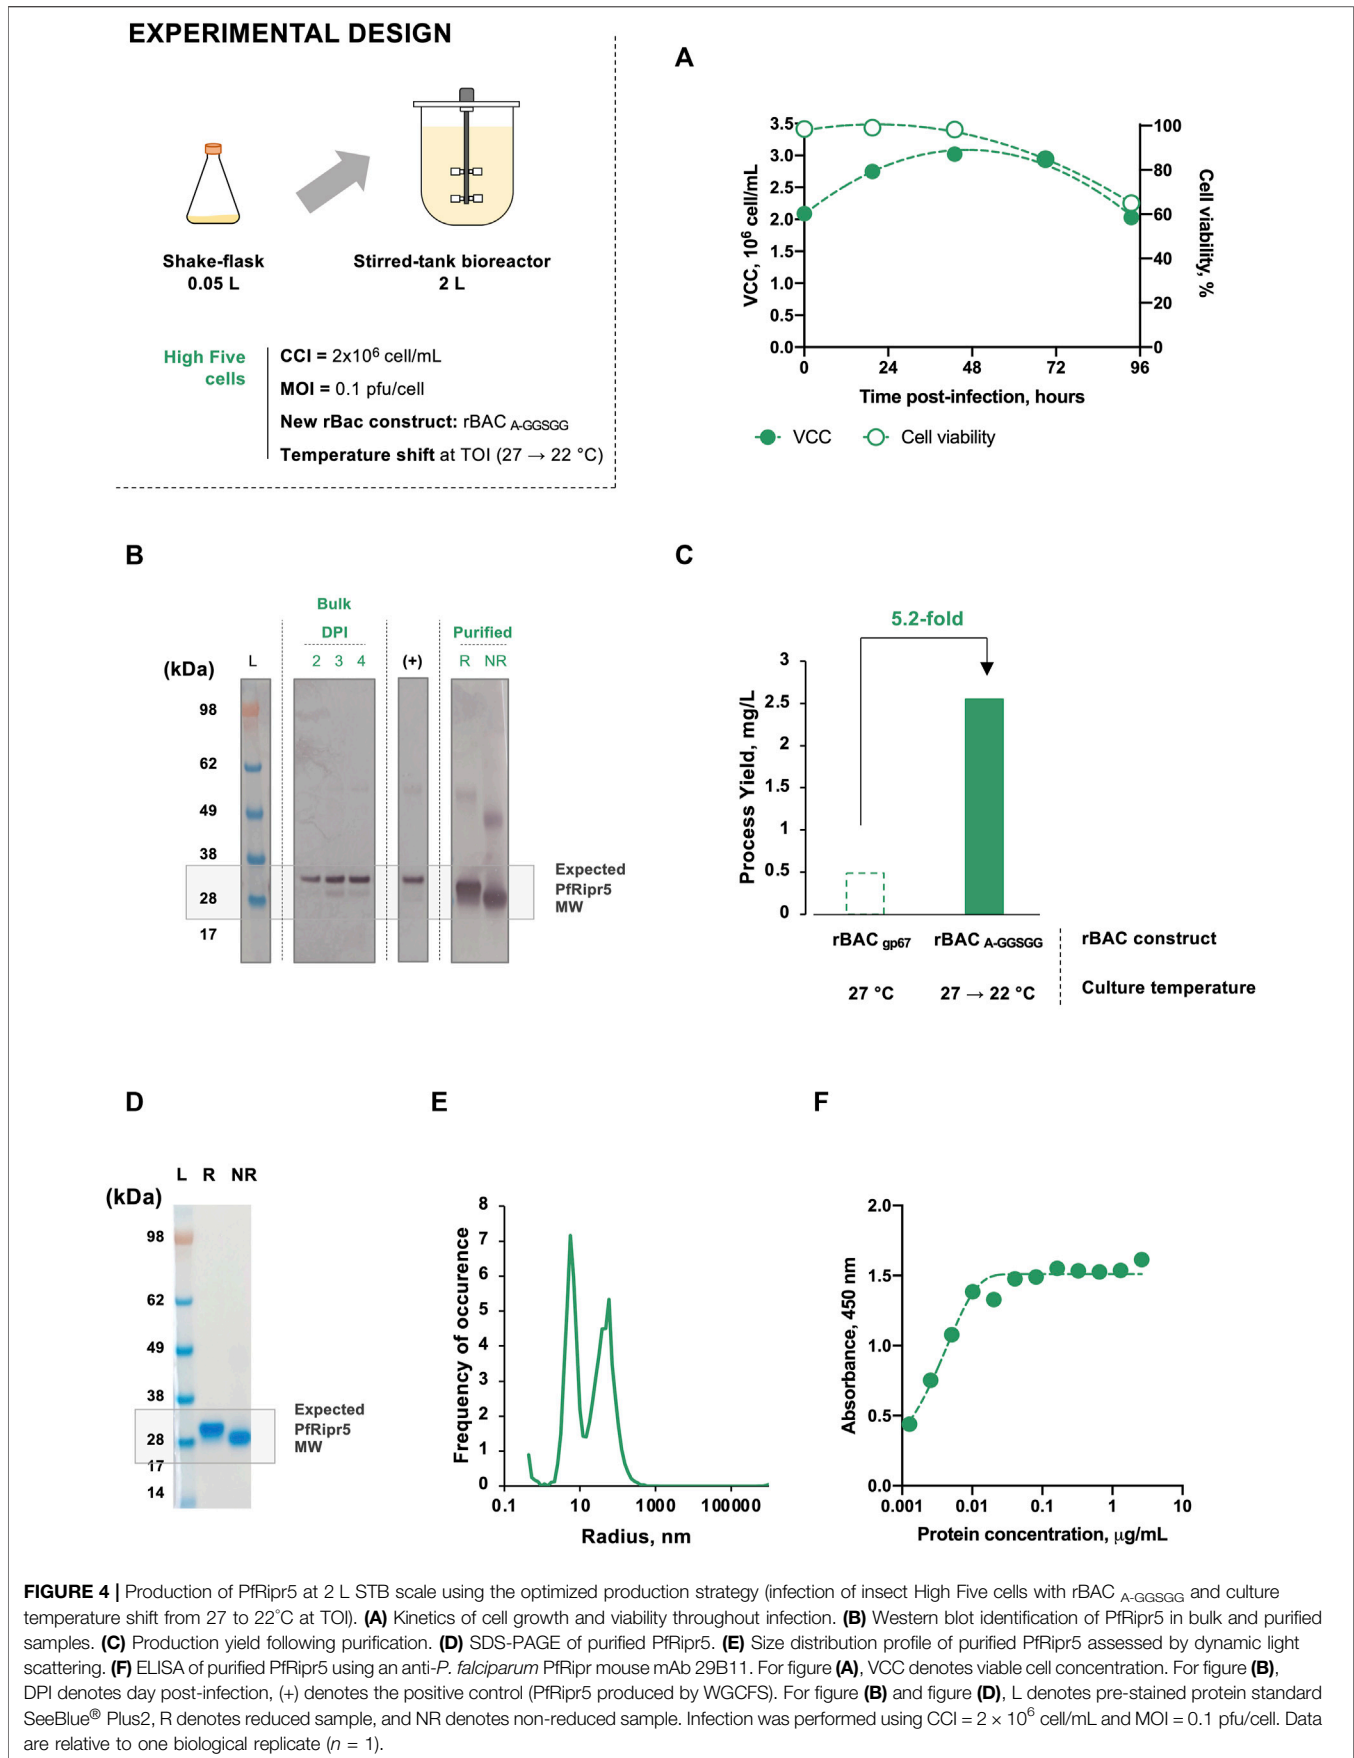 EXPERIMENTAL DESIGN
Shake-flask
0.05 L
Stirred-tank bioreactor
2 L
High Five
cells
CCI = 2x10⁶ cell/mL
MOI = 0.1 pfu/cell
New rBac construct: rBAC A-GGSGG
Temperature shift at TOI (27 → 22 °C)
A
VCC, 10⁶ cell/mL
3.5
3.0
2.5
2.0
1.5
1.0
0.5
0.0
100
80
60
40
20
0
Cell viability, %
0 24 48 72 96
Time post-infection, hours
VCC Cell viability
B
Bulk
DPI Purified
(kDa) L 2 3 4 (+) R NR
98
62
49
38
28
17
Expected
PfRipr5
MW
C
5.2-fold
Process Yield, mg/L
3
2.5
2
1.5
1
0.5
0
rBAC gp67 rBAC A-GGSGG rBAC construct
27 °C 27 → 22 °C Culture temperature
D
L R NR
(kDa)
98
62
49
38
28
17
14
Expected
PfRipr5
MW
E
Frequency of occurence
8
7
6
5
4
3
2
1
0
0.1 10 1000 100000
Radius, nm
F
Absorbance, 450 nm
2.0
1.5
1.0
0.5
0.0
0.001 0.01 0.1 1 10
Protein concentration, μg/mL
FIGURE 4 | Production of PfRipr5 at 2 L STB scale using the optimized production strategy (infection of insect High Five cells with rBAC A-GGSGG and culture
temperature shift from 27 to 22°C at TOI). (A) Kinetics of cell growth and viability throughout infection. (B) Western blot identification of PfRipr5 in bulk and purified
samples. (C) Production yield following purification. (D) SDS-PAGE of purified PfRipr5. (E) Size distribution profile of purified PfRipr5 assessed by dynamic light
scattering. (F) ELISA of purified PfRipr5 using an anti-P. falciparum PfRipr mouse mAb 29B11. For figure (A), VCC denotes viable cell concentration. For figure (B),
DPI denotes day post-infection, (+) denotes the positive control (PfRipr5 produced by WGCFS). For figure (B) and figure (D), L denotes pre-stained protein standard
SeeBlue® Plus2, R denotes reduced sample, and NR denotes non-reduced sample. Infection was performed using CCI = 2 × 10⁶ cell/mL and MOI = 0.1 pfu/cell. Data
are relative to one biological replicate (n = 1).